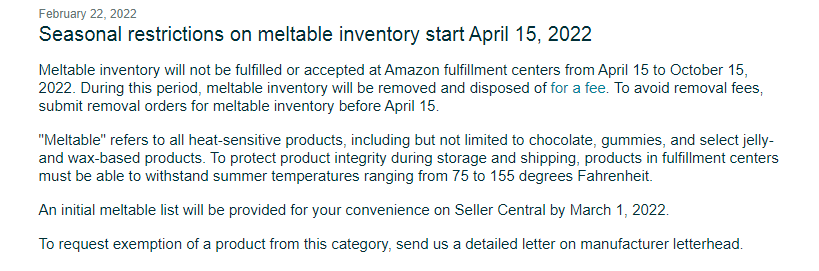 February 22, 2022
Seasonal restrictions on meltable inventory start April 15, 2022
Meltable inventory will not be fulfilled or accepted at Amazon fulfillment centers from April 15 to October 15,
2022. During this period, meltable inventory will be removed and disposed of for a fee. To avoid removal fees,
submit removal orders for meltable inventory before April 15.
"Meltable" refers to all heat-sensitive products, including but not limited to chocolate, gummies, and select jelly-
and wax-based products. To protect product integrity during storage and shipping, products in fulfillment centers
must be able to withstand summer temperatures ranging from 75 to 155 degrees Fahrenheit.
An initial meltable list will be provided for your convenience on Seller Central by March 1, 2022.
To request exemption of a product from this category, send us a detailed letter on manufacturer letterhead.